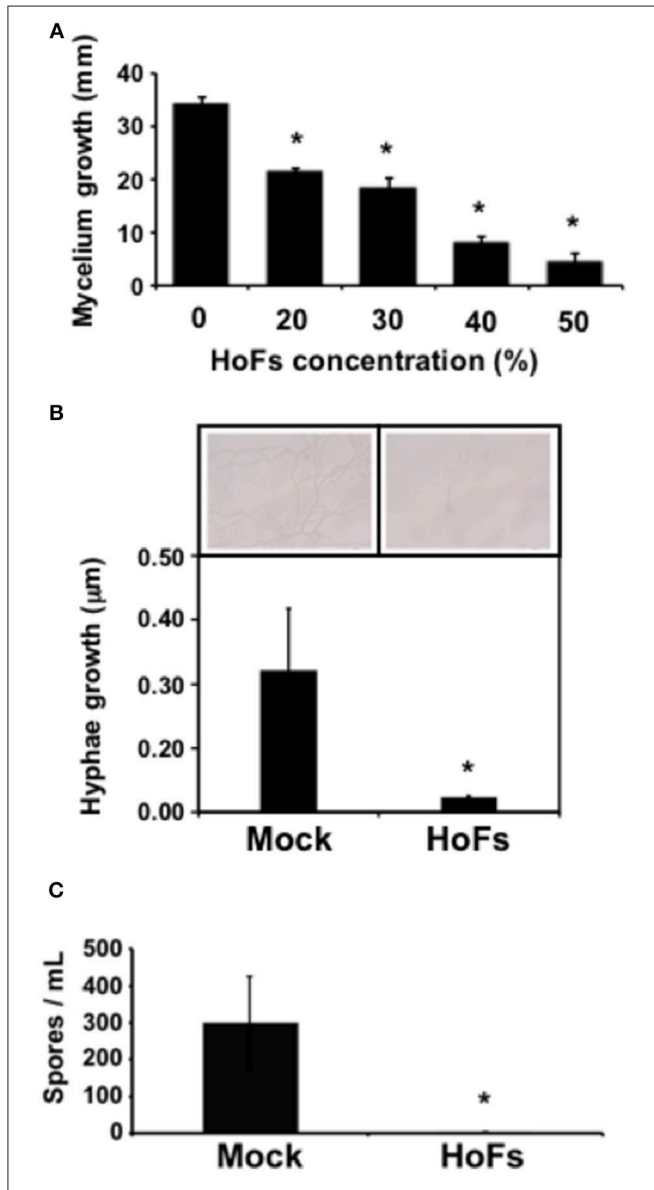 A
Mycelium growth (mm)
40
30
20
10
0
*
*
*
*
0 20 30 40 50
HoFs concentration (%)
B
Hyphae growth (µm)
0.50
0.40
0.30
0.20
0.00
*
Mock HoFs
C
Spores / mL
500
400
300
200
100
0
*
Mock HoFs